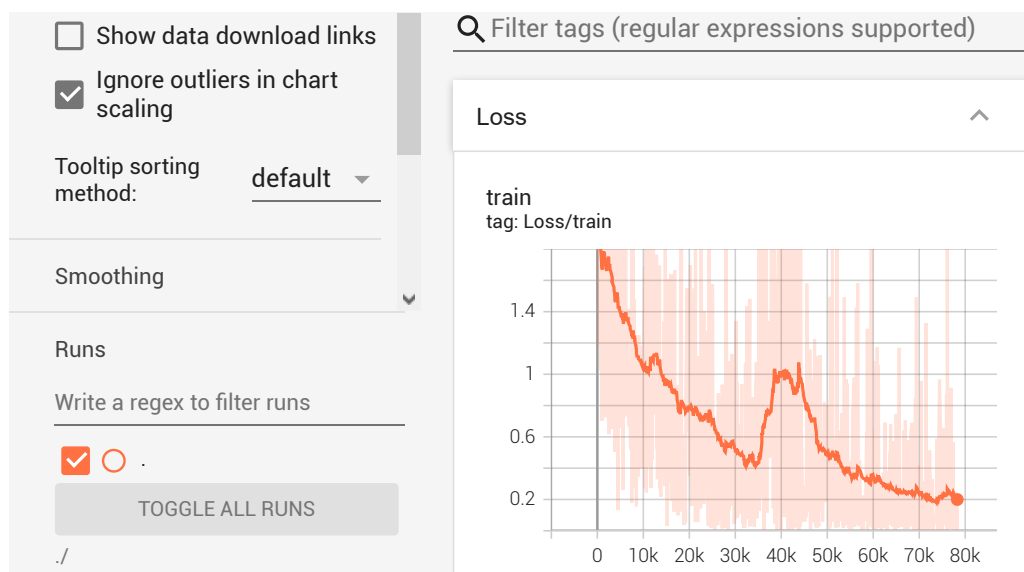 Show data download links
Ignore outliers in chart
scaling
Tooltip sorting
method:
default
Smoothing
Runs
Write a regex to filter runs
.
TOGGLE ALL RUNS
./
Filter tags (regular expressions supported)
Loss
train
tag: Loss/train
1.4
1
0.6
0.2
0 10k 20k 30k 40k 50k 60k 70k 80k